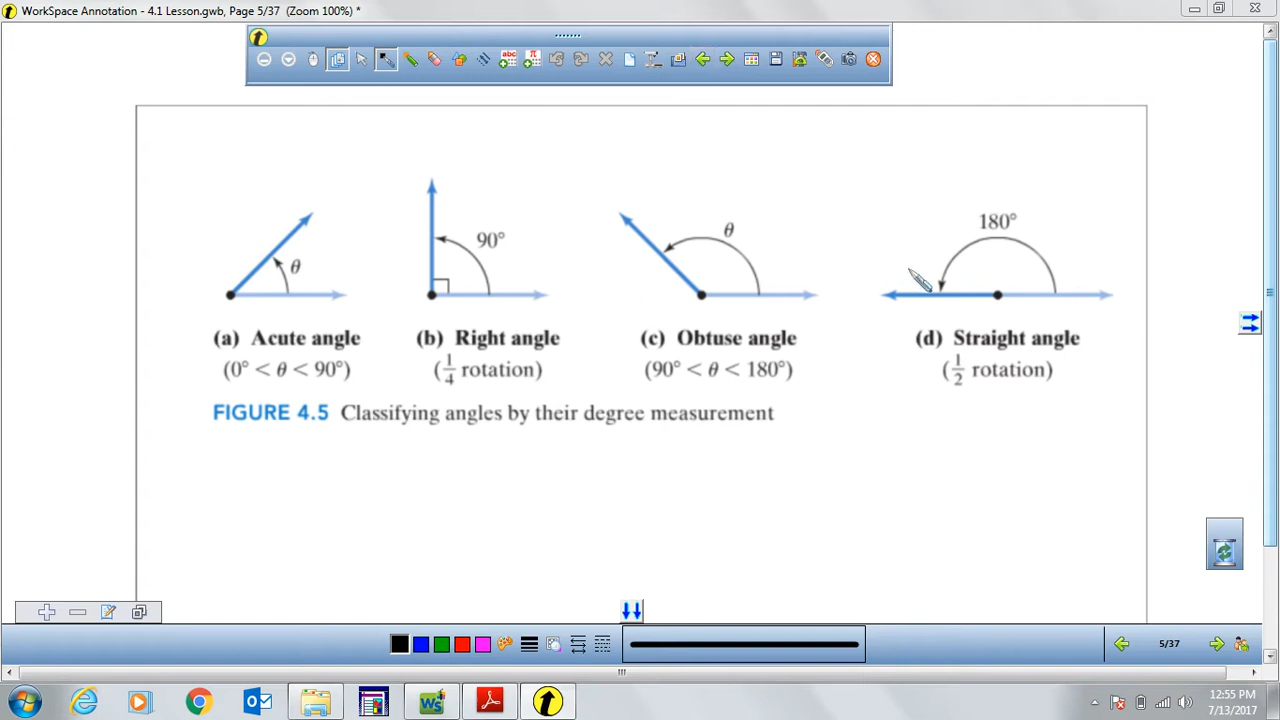 WorkSpace Annotation - 4.1 Lesson.gwb, Page 5/37 (Zoom 100%) *
abc
π
180°
θ
90°
θ
(a) Acute angle (b) Right angle (c) Obtuse angle (d) Straight angle
(0° < θ < 90°) (1/4 rotation) (90° < θ < 180°) (1/2 rotation)
FIGURE 4.5 Classifying angles by their degree measurement
5/37
12:55 PM
7/13/2017